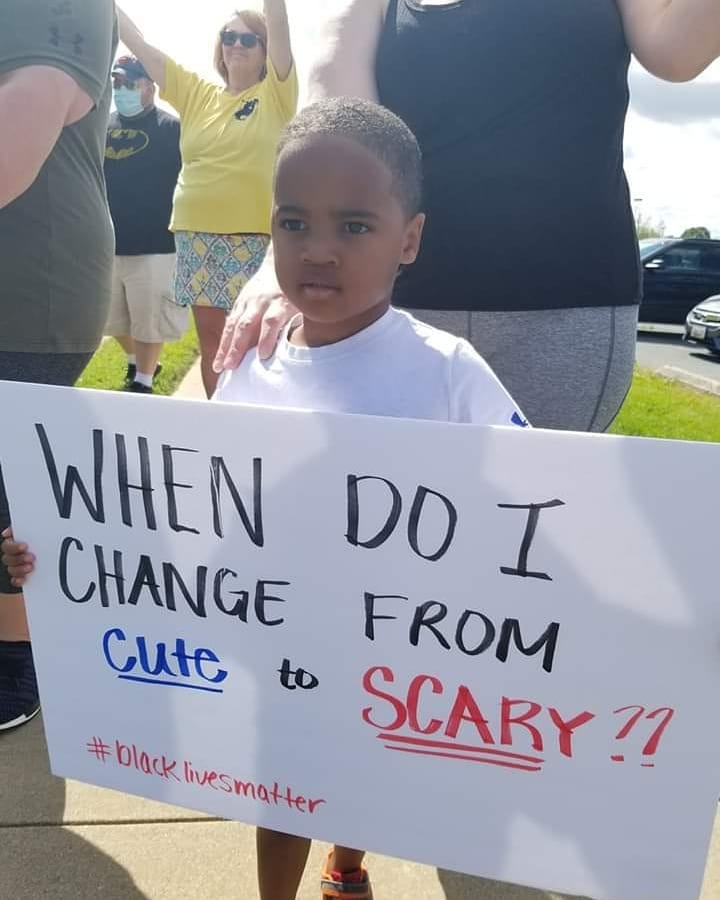 WHEN DO I
CHANGE FROM
Cute to SCARY??
#blacklivesmatter